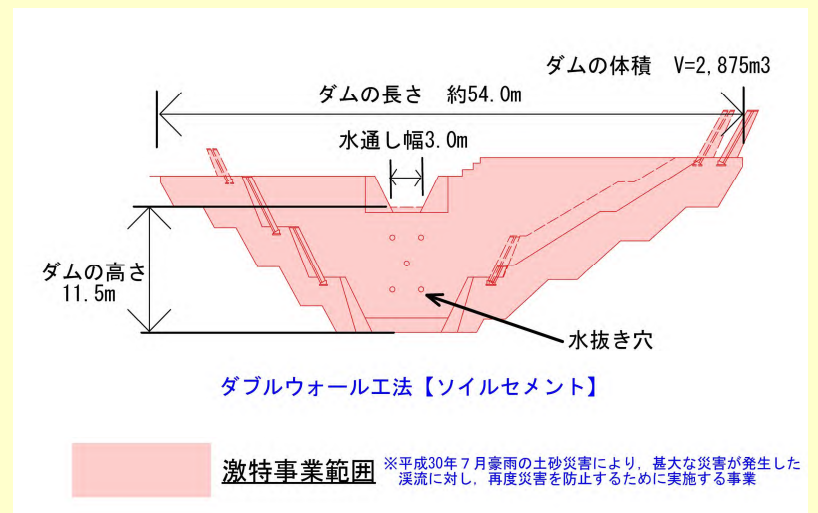 ダムの体積 V=2,875m3
ダムの長さ 約54.0m
水通し幅3.0m
ダムの高さ
11.5m
水抜き穴
ダブルウォール工法【ソイルセメント】
激特事業範囲
※平成30年7月豪雨の土砂災害により，甚大な災害が発生した
渓流に対し，再度災害を防止するために実施する事業